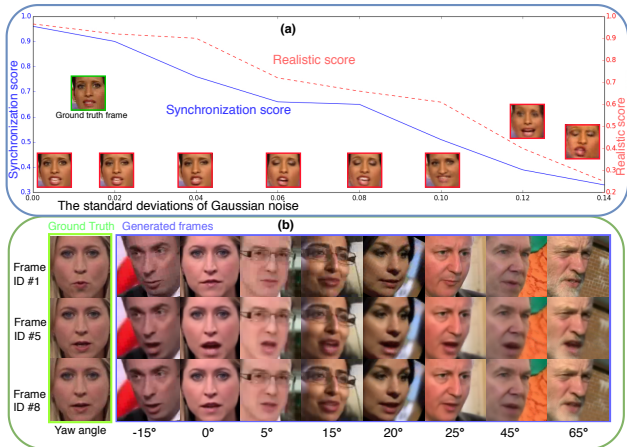 (a)
1.0
0.9
0.8
0.7
0.6
0.5
0.4
0.3
Synchronization score
1.0
0.9
0.8
0.7
0.6
0.5
0.4
0.3
0.2
Realistic score
Realistic score
Synchronization score
Ground truth frame
0.00 0.02 0.04 0.06 0.08 0.10 0.12 0.14
The standard deviations of Gaussian noise
(b)
Ground Truth Generated frames
Frame
ID #1
Frame
ID #5
Frame
ID #8
Yaw angle -15° 0° 5° 15° 20° 25° 45° 65°